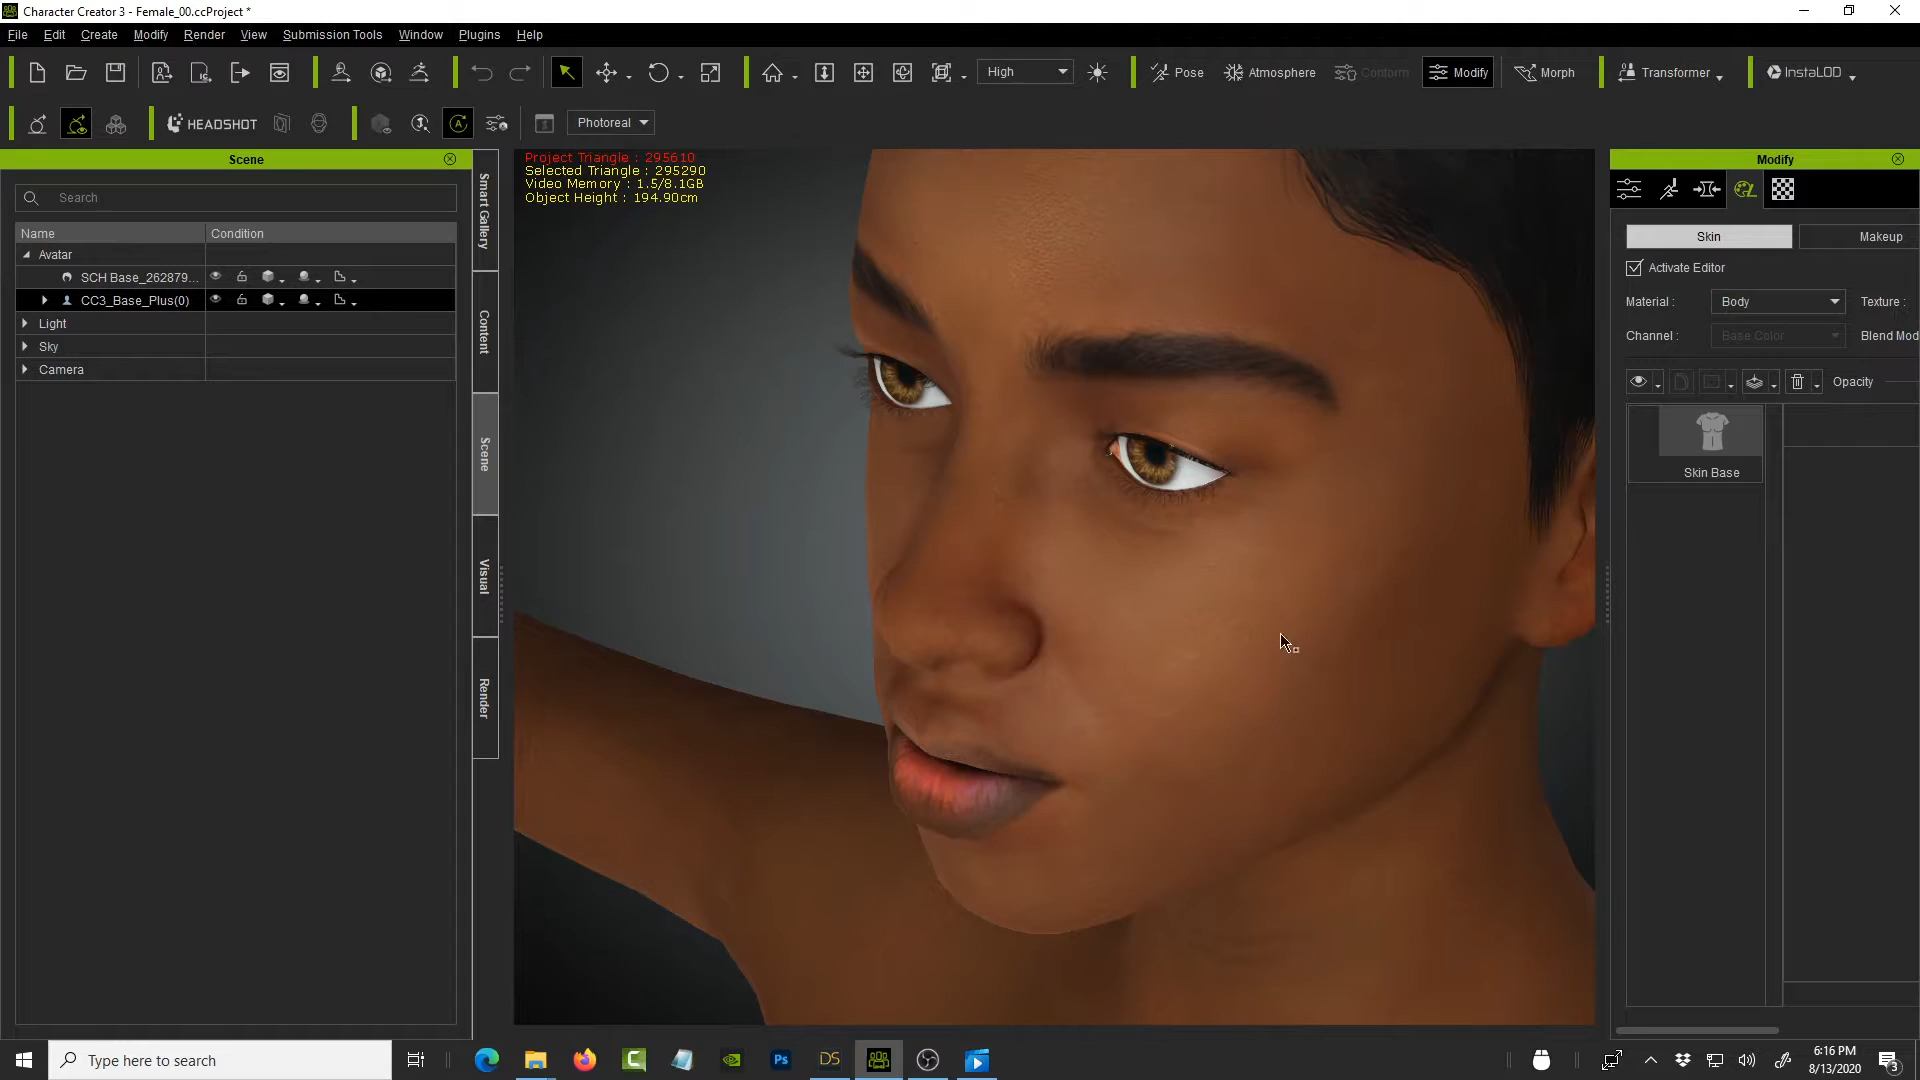 Character Creator 3 - Female_00.ccProject *
File Edit Create Modify Render View Submission Tools Window Plugins Help
High Pose Atmosphere Conform Modify Morph Transformer InstaLOD
HEADSHOT Photoreal
Scene
Search
Name Condition
Avatar
SCH Base_262879...
CC3_Base_Plus(0)
Light
Sky
Camera
Smart Gallery
Content
Scene
Visual
Render
Project Triangle : 295610
Selected Triangle : 295290
Video Memory : 1.5/8.1GB
Object Height : 194.90cm
Modify
Skin Makeup
Activate Editor
Material : Body Texture :
Channel : Base Color Blend Mod
Opacity
Skin Base
Type here to search
Ps
DS
6:16 PM
8/13/2020
3